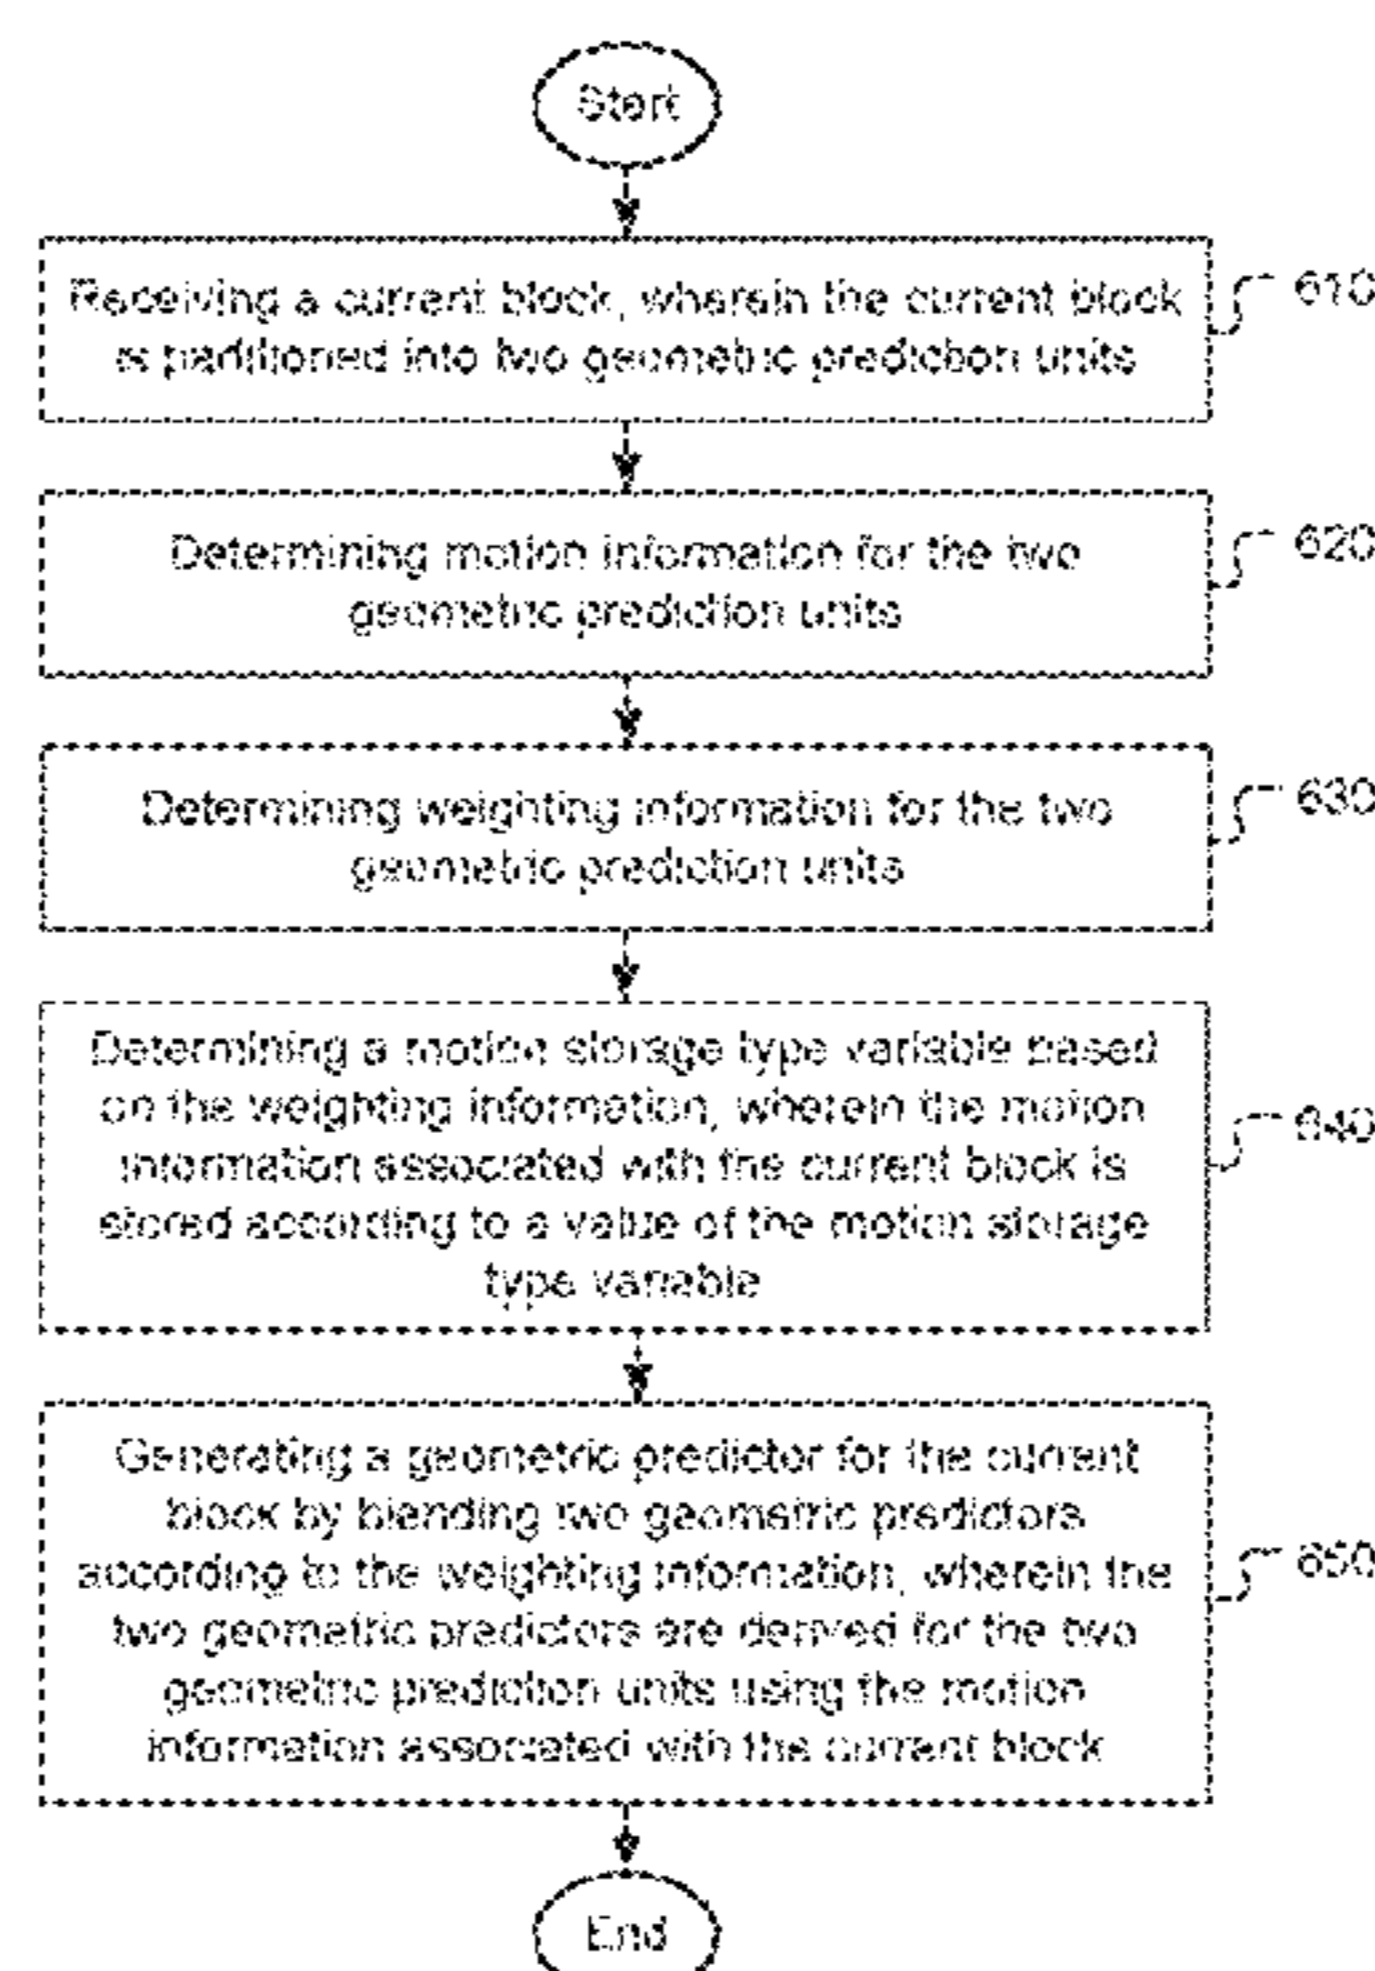 Start
Receiving a current block, wherein the current block
is partitioned into two geometric prediction units
610
Determining motion information for the two
geometric prediction units
620
Determining weighting information for the two
geometric prediction units
630
Determining a motion storage type variable based
on the weighting information, wherein the motion
information associated with the current block is
stored according to a value of the motion storage
type variable
640
Generating a geometric predictor for the current
block by blending two geometric predictors
according to the weighting information, wherein the
two geometric predictors are derived for the two
geometric prediction units using the motion
information associated with the current block
650
End